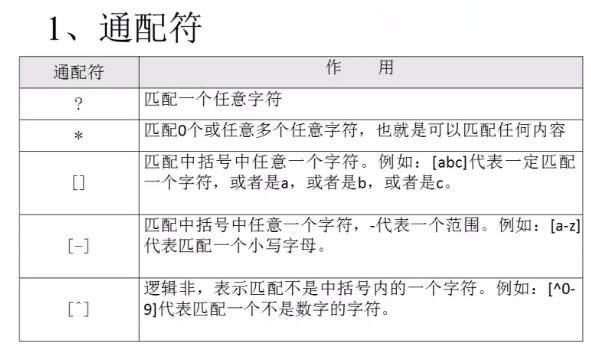 1、通配符
通配符
作 用
?
匹配一个任意字符
*
匹配0个或任意多个任意字符，也就是可以匹配任何内容
[]
匹配中括号中任意一个字符。例如：[abc]代表一定匹配
一个字符，或者是a，或者是b，或者是c。
[-]
匹配中括号中任意一个字符，-代表一个范围。例如：[a-z]
代表匹配一个小写字母。
[^]
逻辑非，表示匹配不是中括号内的一个字符。例如：[^0-
9]代表匹配一个不是数字的字符。